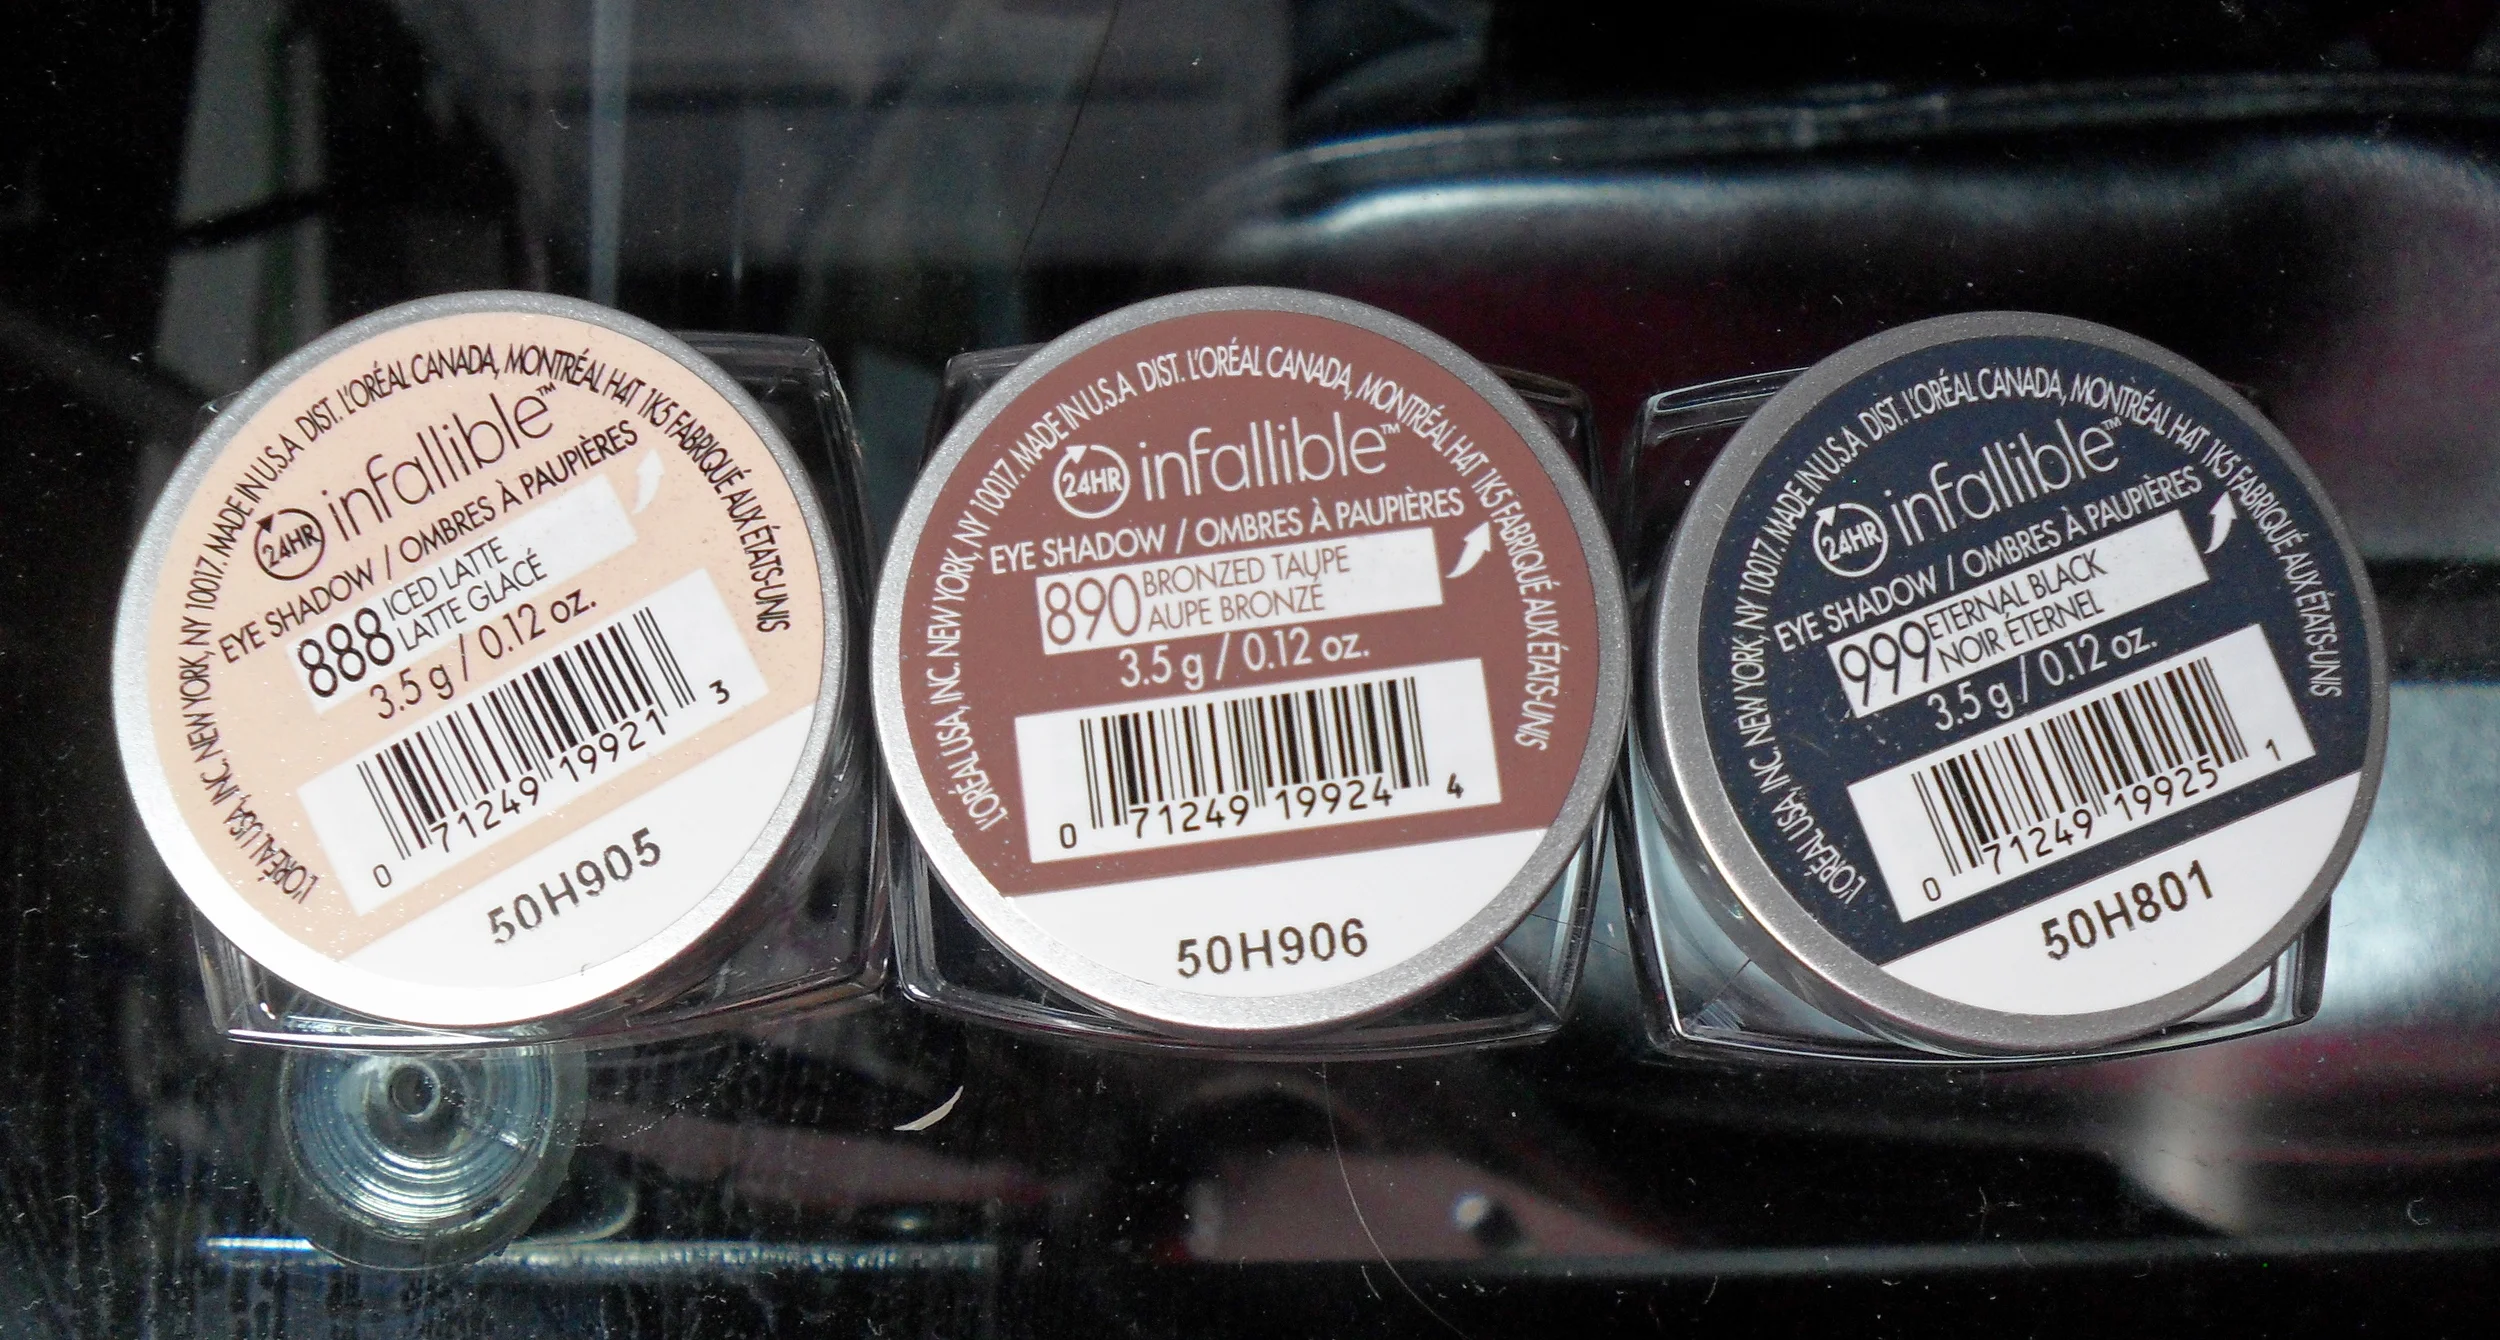 L'ORÉAL USA, INC. NEW YORK, NY 10017. MADE IN U.S.A DIST. L'ORÉAL CANADA, MONTRÉAL H4T 1K5 FABRIQUÉ AUX ÉTATS-UNIS
24HR infallible™
EYE SHADOW / OMBRES À PAUPIÈRES
888 ICED LATTE
LATTE GLACÉ
3.5 g / 0.12 oz.
0 71249 19921 3
50H905
L'ORÉAL USA, INC. NEW YORK, NY 10017. MADE IN U.S.A DIST. L'ORÉAL CANADA, MONTRÉAL H4T 1K5 FABRIQUÉ AUX ÉTATS-UNIS
24HR infallible™
EYE SHADOW / OMBRES À PAUPIÈRES
890 BRONZED TAUPE
AUPE BRONZÉ
3.5 g / 0.12 oz.
0 71249 19924 4
50H906
L'ORÉAL USA, INC. NEW YORK, NY 10017. MADE IN U.S.A DIST. L'ORÉAL CANADA, MONTRÉAL H4T 1K5 FABRIQUÉ AUX ÉTATS-UNIS
24HR infallible™
EYE SHADOW / OMBRES À PAUPIÈRES
999 ETERNAL BLACK
NOIR ÉTERNEL
3.5 g / 0.12 oz.
0 71249 19925 1
50H801